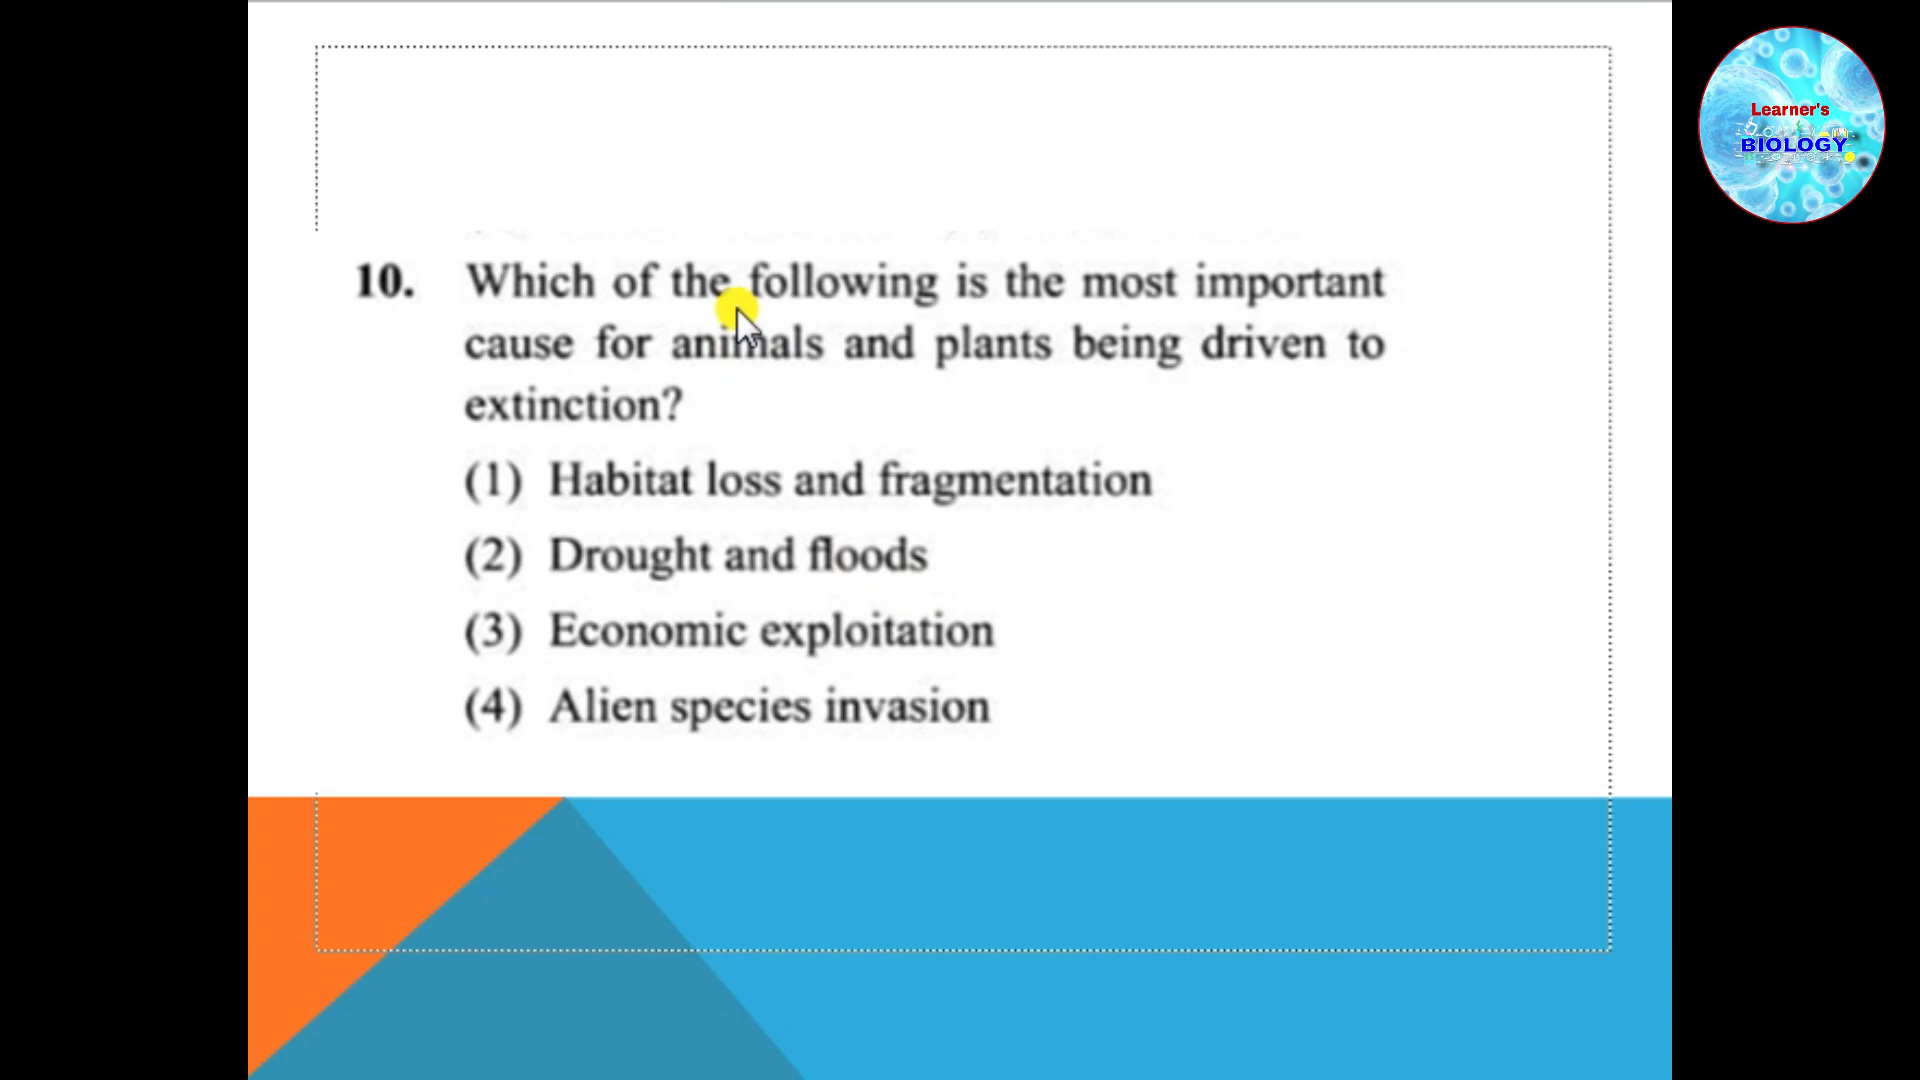 Learner's
BIOLOGY
10. Which of the following is the most important
cause for animals and plants being driven to
extinction?
(1) Habitat loss and fragmentation
(2) Drought and floods
(3) Economic exploitation
(4) Alien species invasion